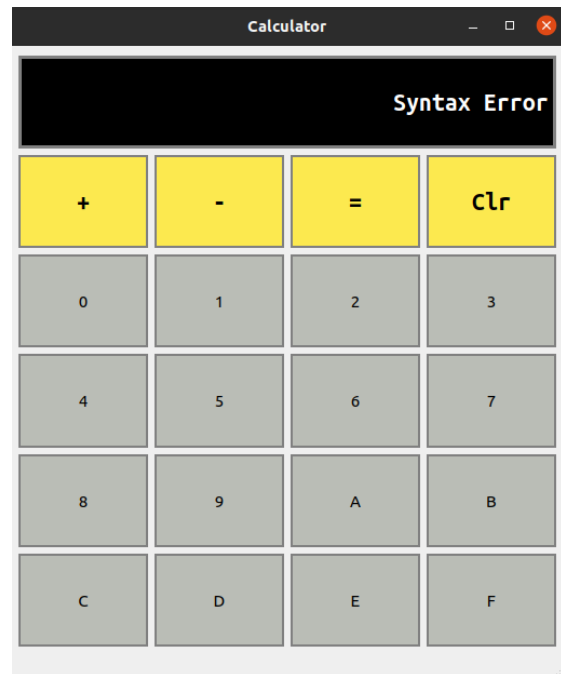 Calculator
Syntax Error
+ - = Clr
0 1 2 3
4 5 6 7
8 9 A B
C D E F